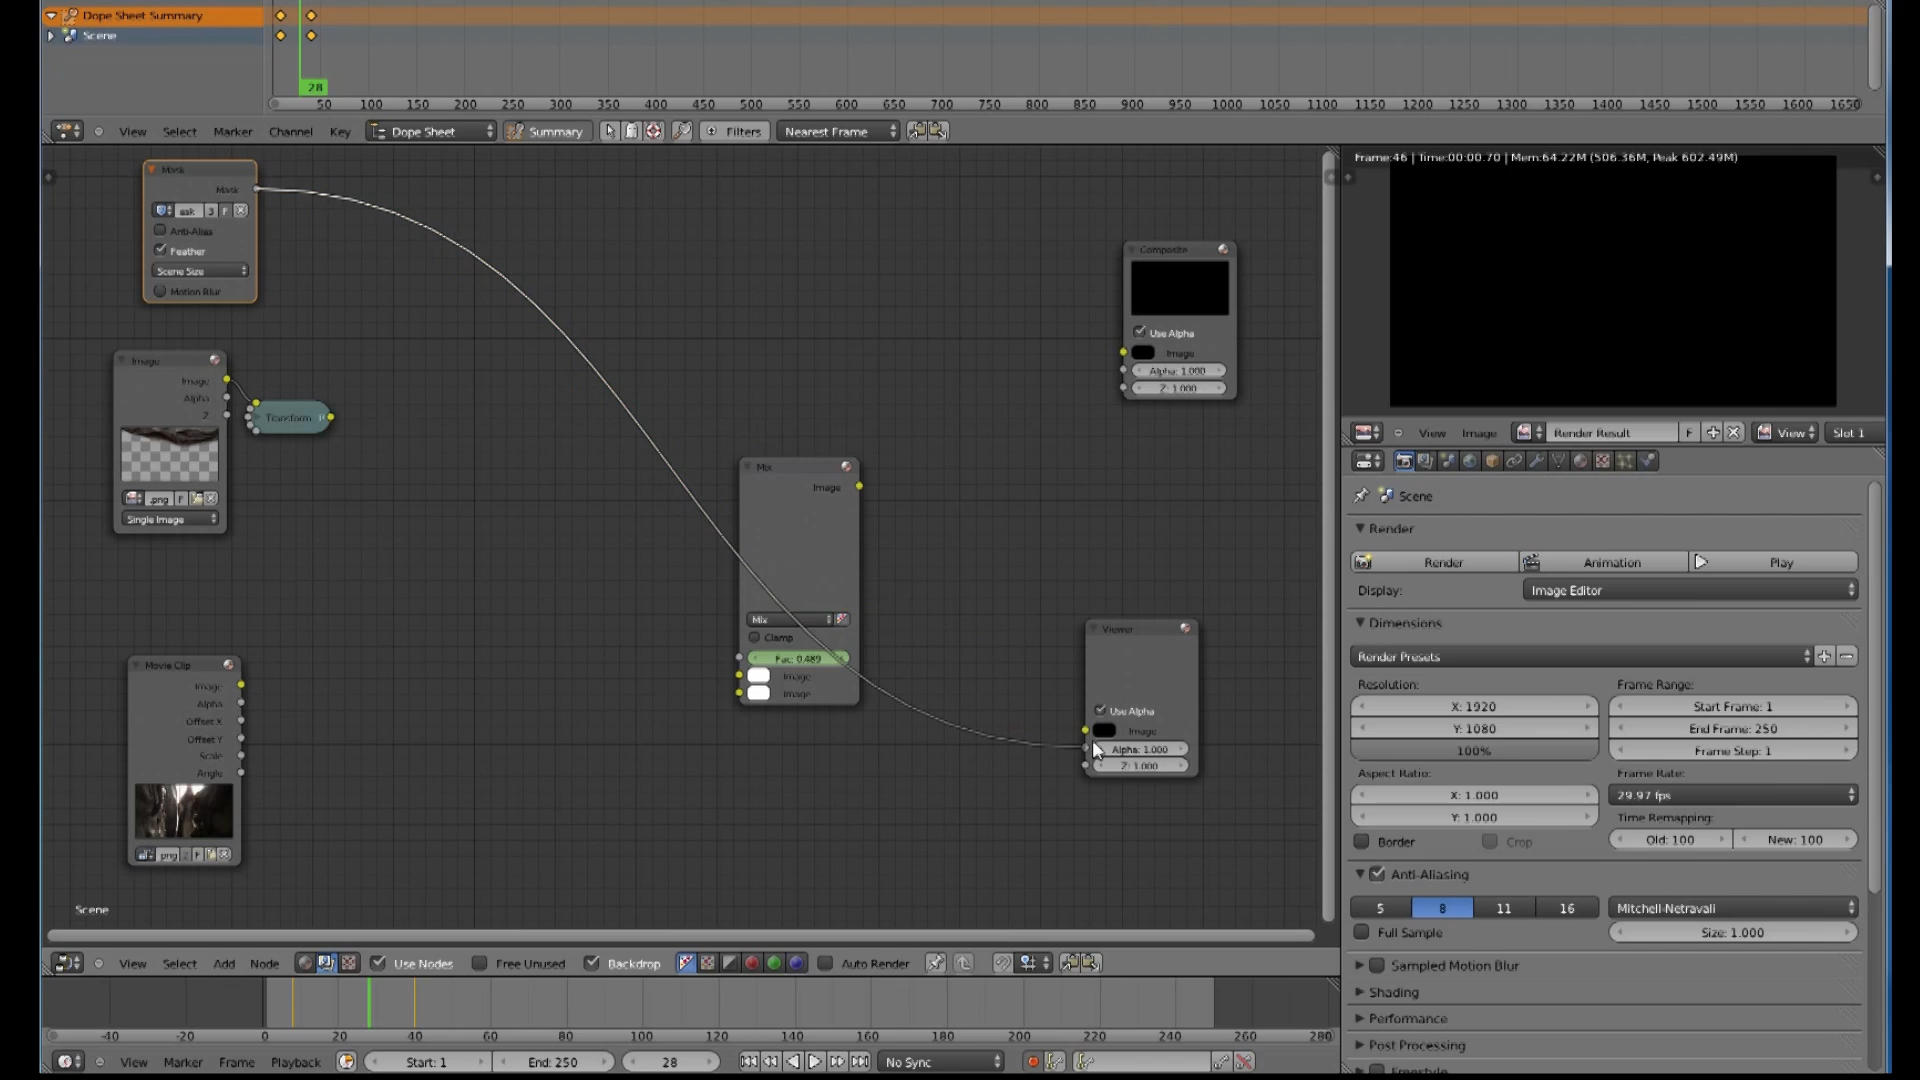 Dope Sheet Summary
Scene
28
50 100 150 200 250 300 350 400 450 500 550 600 650 700 750 800 850 900 950 1000 1050 1100 1150 1200 1250 1300 1350 1400 1450 1500 1550 1600 1650
View Select Marker Channel Key Dope Sheet Summary Filters Nearest Frame
Mask
Mask
ask 3 F
Anti-Alias
Feather
Scene Size
Motion Blur
Image
Image
Alpha
Z
.png F
Single Image
Transform
Movie Clip
Image
Alpha
Offset X
Offset Y
Scale
Angle
png 2 F
Mix
Image
Mix
Clamp
Fac: 0.489
Image
Image
Composite
Use Alpha
Image
Alpha: 1.000
Z: 1.000
Viewer
Use Alpha
Image
Alpha: 1.000
Z: 1.000
Scene
View Select Add Node Use Nodes Free Unused Backdrop Auto Render
-40 -20 0 20 40 60 80 100 120 140 160 180 200 220 240 260 280
View Marker Frame Playback Start: 1 End: 250 28 No Sync
Frame:46 | Time:00:00.70 | Mem:64.22M (506.36M, Peak 602.49M)
View Image Render Result F View Slot 1
Scene
Render
Render Animation Play
Display: Image Editor
Dimensions
Render Presets
Resolution: Frame Range:
X: 1920 Start Frame: 1
Y: 1080 End Frame: 250
100% Frame Step: 1
Aspect Ratio: Frame Rate:
X: 1.000 29.97 fps
Y: 1.000 Time Remapping:
Border Crop Old: 100 New: 100
Anti-Aliasing
5 8 11 16 Mitchell-Netravali
Full Sample Size: 1.000
Sampled Motion Blur
Shading
Performance
Post Processing
Freestyle